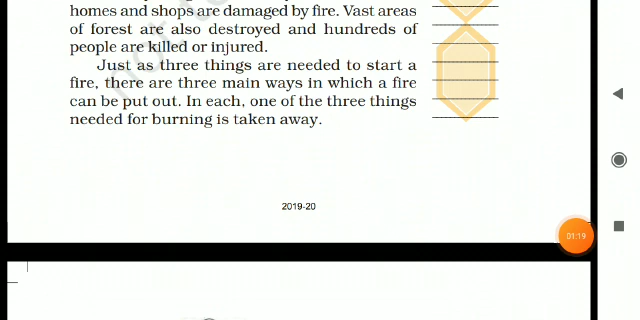 homes and shops are damaged by fire. Vast areas
of forest are also destroyed and hundreds of
people are killed or injured.
Just as three things are needed to start a
fire, there are three main ways in which a fire
can be put out. In each, one of the three things
needed for burning is taken away.
2019-20
01:19